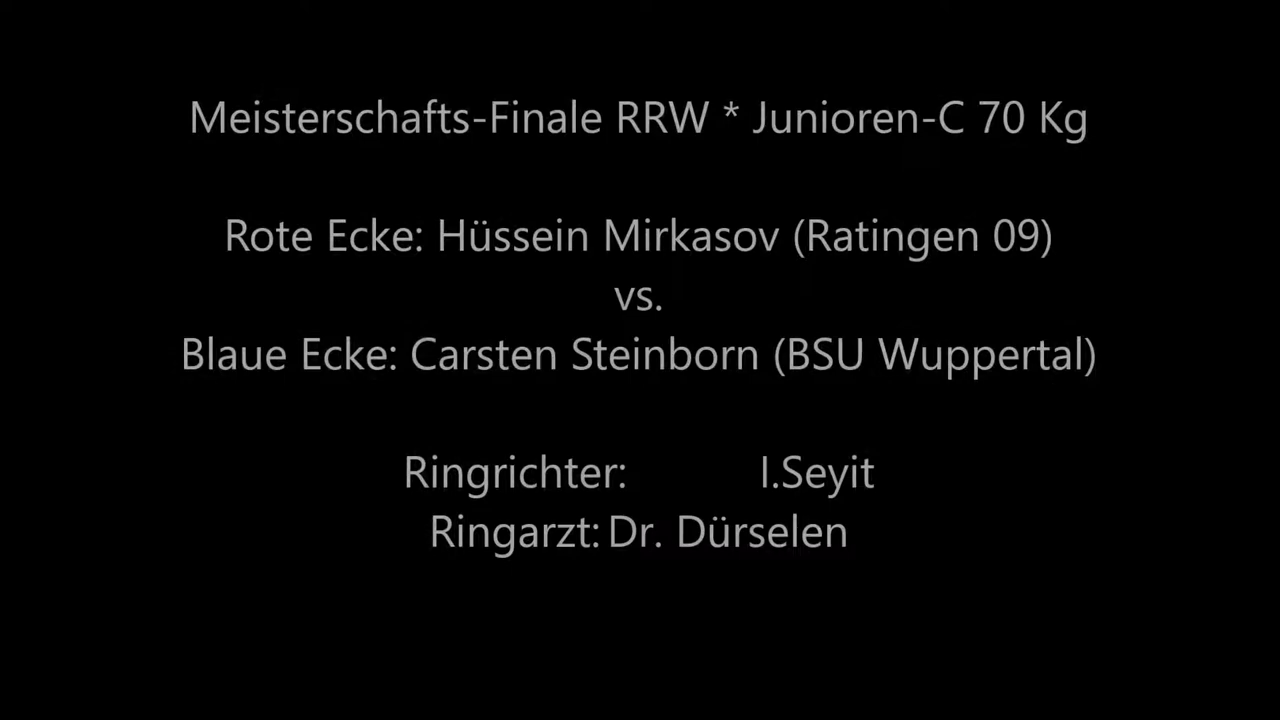 Meisterschafts-Finale RRW * Junioren-C 70 Kg
Rote Ecke: Hüssein Mirkasov (Ratingen 09)
vs.
Blaue Ecke: Carsten Steinborn (BSU Wuppertal)
Ringrichter: I.Seyit
Ringarzt: Dr. Dürselen